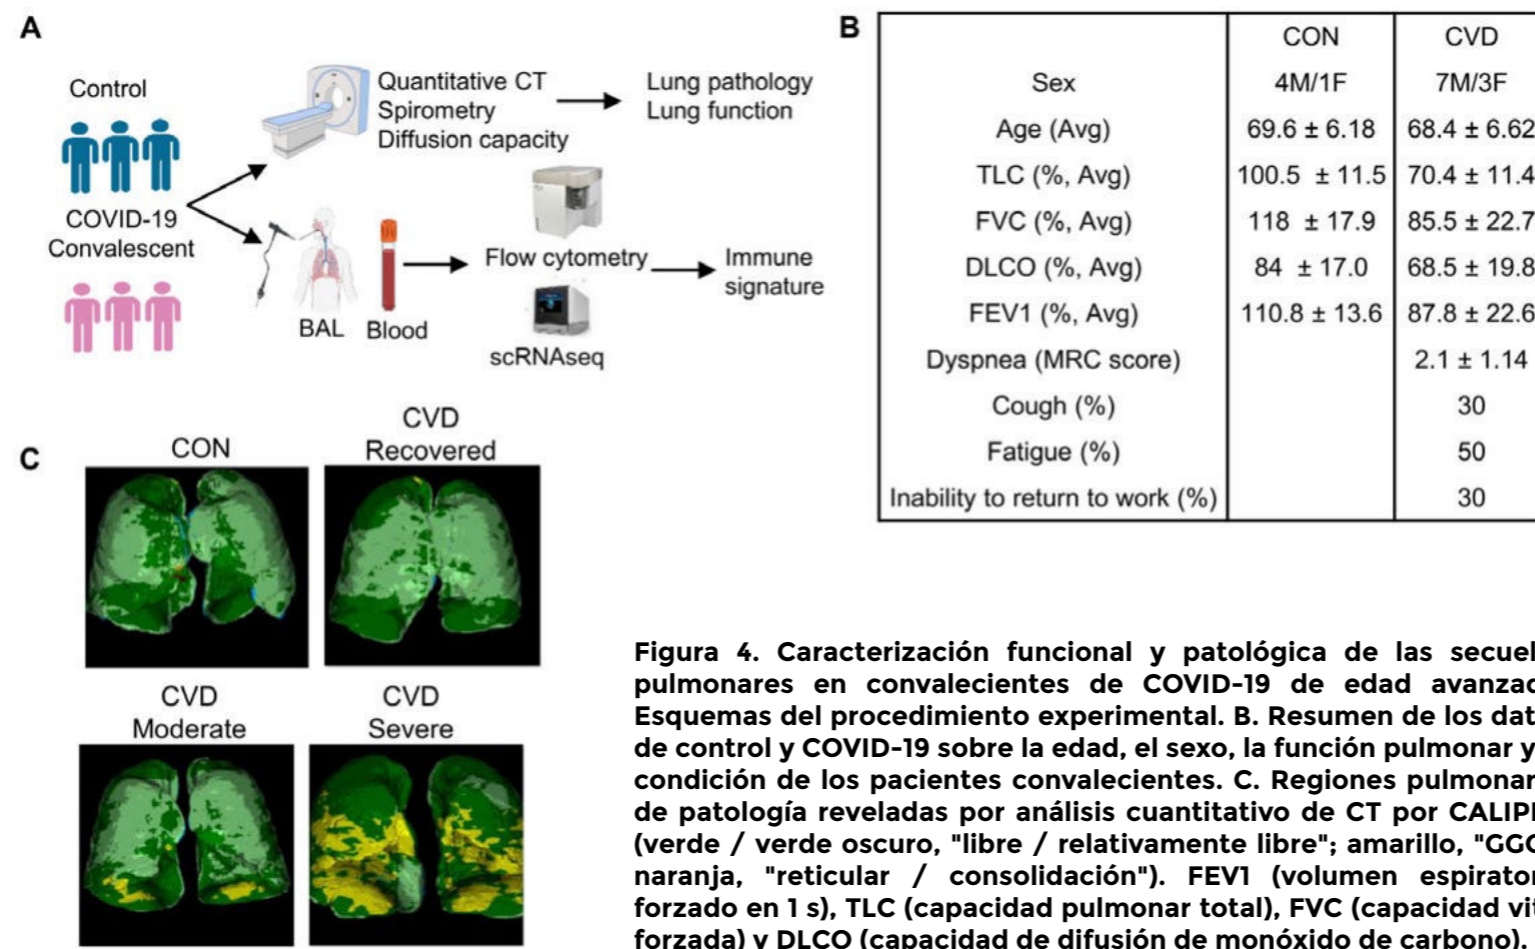 A
Control
COVID-19
Convalescent
Quantitative CT
Spirometry
Diffusion capacity
Lung pathology
Lung function
BAL
Blood
Flow cytometry
scRNAseq
Immune
signature
B
CON CVD
Sex 4M/1F 7M/3F
Age (Avg) 69.6 ± 6.18 68.4 ± 6.62
TLC (%, Avg) 100.5 ± 11.5 70.4 ± 11.4
FVC (%, Avg) 118 ± 17.9 85.5 ± 22.7
DLCO (%, Avg) 84 ± 17.0 68.5 ± 19.8
FEV1 (%, Avg) 110.8 ± 13.6 87.8 ± 22.6
Dyspnea (MRC score) 2.1 ± 1.14
Cough (%) 30
Fatigue (%) 50
Inability to return to work (%) 30
C
CON
CVD
Recovered
CVD
Moderate
CVD
Severe
Figura 4. Caracterización funcional y patológica de las
pulmonares en convalecientes de COVID-19 de edad
Esquemas del procedimiento experimental. B. Resumen de los
de control y COVID-19 sobre la edad, el sexo, la función pulmonar y
condición de los pacientes convalecientes. C. Regiones
de patología reveladas por análisis cuantitativo de CT por
(verde / verde oscuro, "libre / relativamente libre"; amarillo,
naranja, "reticular / consolidación"). FEV1 (volumen
forzado en 1 s), TLC (capacidad pulmonar total), FVC (capacidad
forzada) y DLCO (capacidad de difusión de monóxido de carbono).